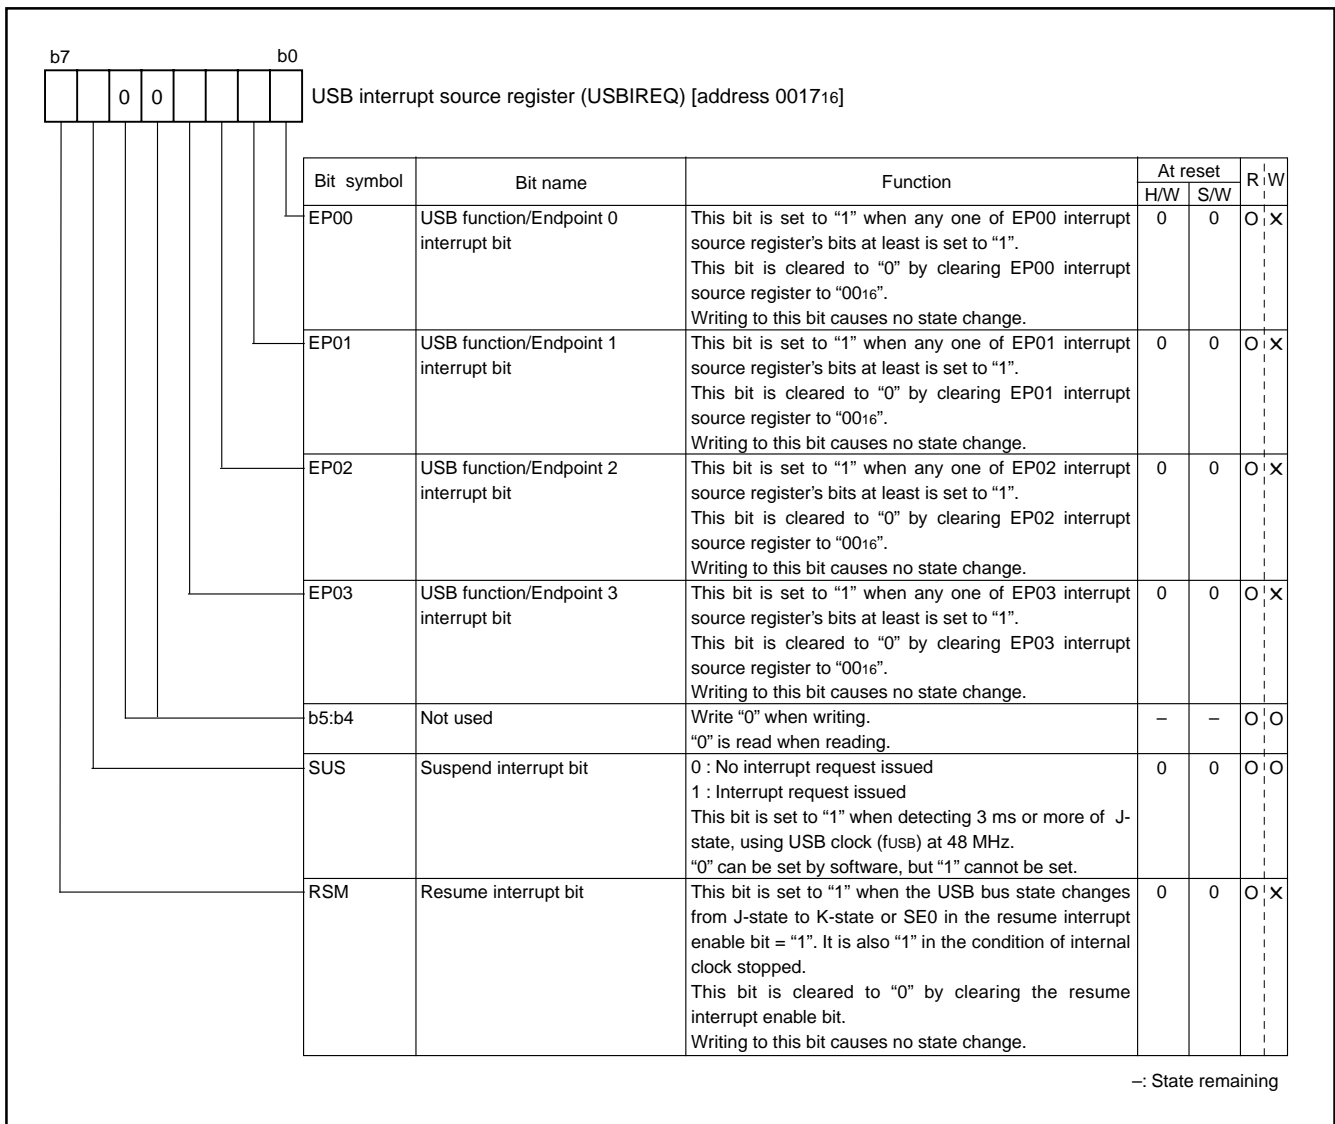 b7 b0
0 0
USB interrupt source register (USBIREQ) [address 001716]
Bit symbol Bit name Function At reset R W
H/W S/W
EP00 USB function/Endpoint 0 This bit is set to “1” when any one of EP00 interrupt 0 0 O ✕
interrupt bit source register's bits at least is set to “1”.
This bit is cleared to “0” by clearing EP00 interrupt
source register to “0016”.
Writing to this bit causes no state change.
EP01 USB function/Endpoint 1 This bit is set to “1” when any one of EP01 interrupt 0 0 O ✕
interrupt bit source register's bits at least is set to “1”.
This bit is cleared to “0” by clearing EP01 interrupt
source register to “0016”.
Writing to this bit causes no state change.
EP02 USB function/Endpoint 2 This bit is set to “1” when any one of EP02 interrupt 0 0 O ✕
interrupt bit source register's bits at least is set to “1”.
This bit is cleared to “0” by clearing EP02 interrupt
source register to “0016”.
Writing to this bit causes no state change.
EP03 USB function/Endpoint 3 This bit is set to “1” when any one of EP03 interrupt 0 0 O ✕
interrupt bit source register's bits at least is set to “1”.
This bit is cleared to “0” by clearing EP03 interrupt
source register to “0016”.
Writing to this bit causes no state change.
b5:b4 Not used Write “0” when writing. – – O O
“0” is read when reading.
SUS Suspend interrupt bit 0 : No interrupt request issued 0 0 O O
1 : Interrupt request issued
This bit is set to “1” when detecting 3 ms or more of J-
state, using USB clock (fUSB) at 48 MHz.
“0” can be set by software, but “1” cannot be set.
RSM Resume interrupt bit This bit is set to “1” when the USB bus state changes 0 0 O ✕
from J-state to K-state or SE0 in the resume interrupt
enable bit = “1”. It is also “1” in the condition of internal
clock stopped.
This bit is cleared to “0” by clearing the resume
interrupt enable bit.
Writing to this bit causes no state change.
–: State remaining